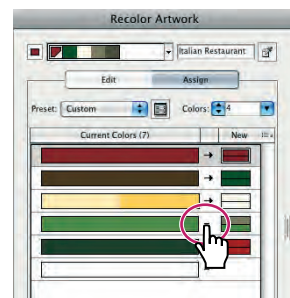 Recolor Artwork
Italian Restaurant
Edit Assign
Preset: Custom Colors: 4
Current Colors (7) New